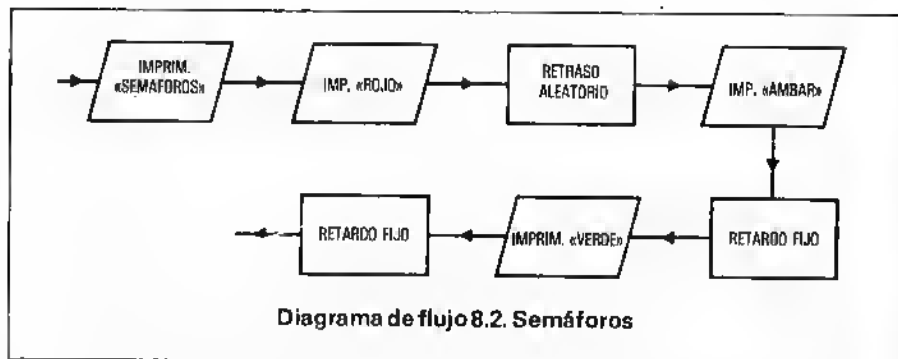 IMPRIM.
«SEMAFOROS»
IMP. «ROJO»
RETRASO
ALEATORIO
IMP. «AMBAR»
RETARDO FIJO
IMPRIM. «VERDE»
RETARDO FIJO
Diagrama de flujo 8.2. Semáforos